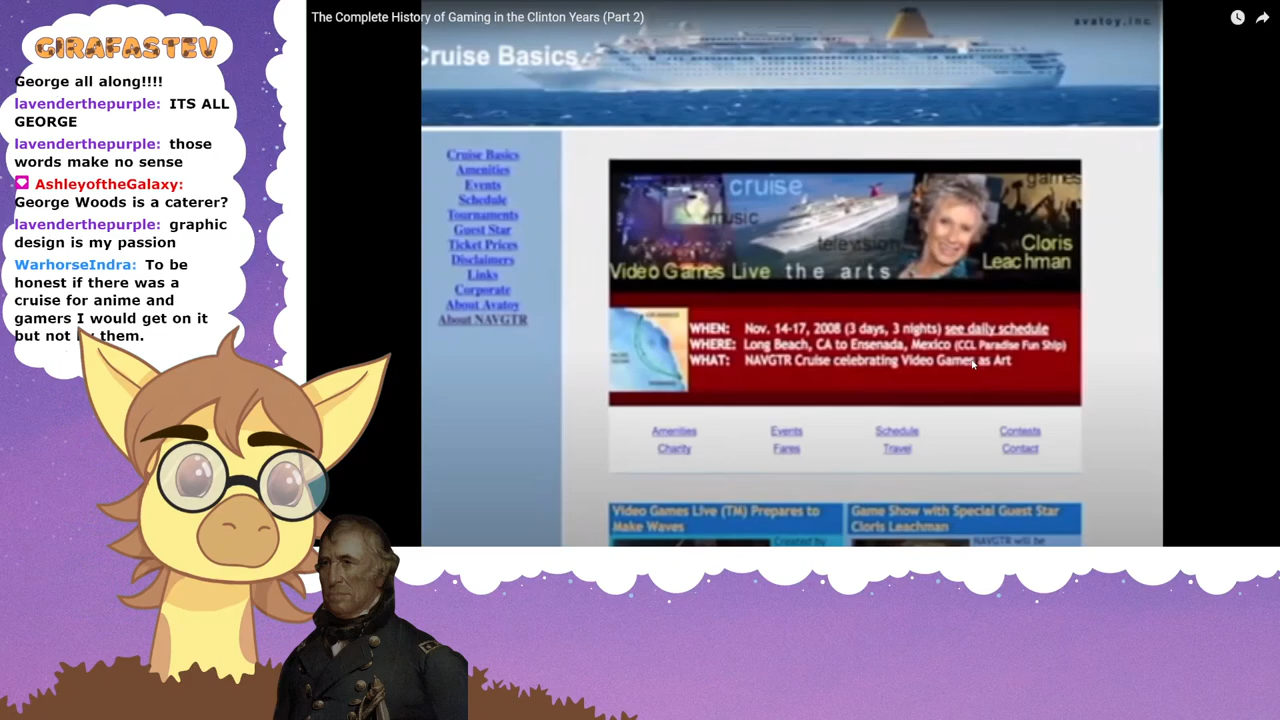 GIRAFASTEV
George all along!!!!
lavenderthepurple: ITS ALL
GEORGE
lavenderthepurple: those
words make no sense
AshleyoftheGalaxy:
George Woods is a caterer?
lavenderthepurple: graphic
design is my passion
WarhorseIndra: To be
honest if there was a
cruise for anime and
gamers I would get on it
but not by them.
The Complete History of Gaming in the Clinton Years (Part 2)
avatoy.inc
Cruise Basics
Cruise Basics
Amenities
Events
Schedule
Tournaments
Guest Star
Ticket Prices
Disclaimers
Links
Corporate
About Avatoy
About NAVGTR
cruise
games
music
television
Cloris
Leachman
Video Games Live the arts
WHEN: Nov. 14-17, 2008 (3 days, 3 nights) see daily schedule
WHERE: Long Beach, CA to Ensenada, Mexico (CCL Paradise Fun Ship)
WHAT: NAVGTR Cruise celebrating Video Games as Art
Amenities Events Schedule Contests
Charity Fares Travel Contact
Video Games Live (TM) Prepares to
Make Waves
Game Show with Special Guest Star
Cloris Leachman
Created by
NAVGTR will be